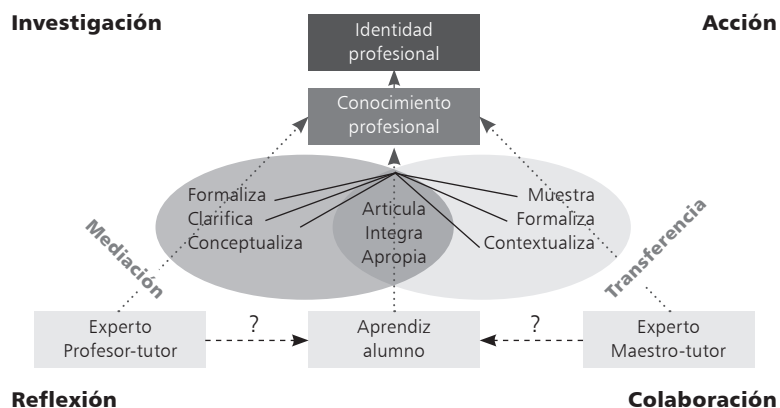 Investigación
Acción
Identidad
profesional
Conocimiento
profesional
Formaliza
Clarifica
Conceptualiza
Articula
Integra
Apropia
Muestra
Formaliza
Contextualiza
Mediación
Transferencia
Experto
Profesor-tutor
?
Aprendiz
alumno
?
Experto
Maestro-tutor
Reflexión
Colaboración